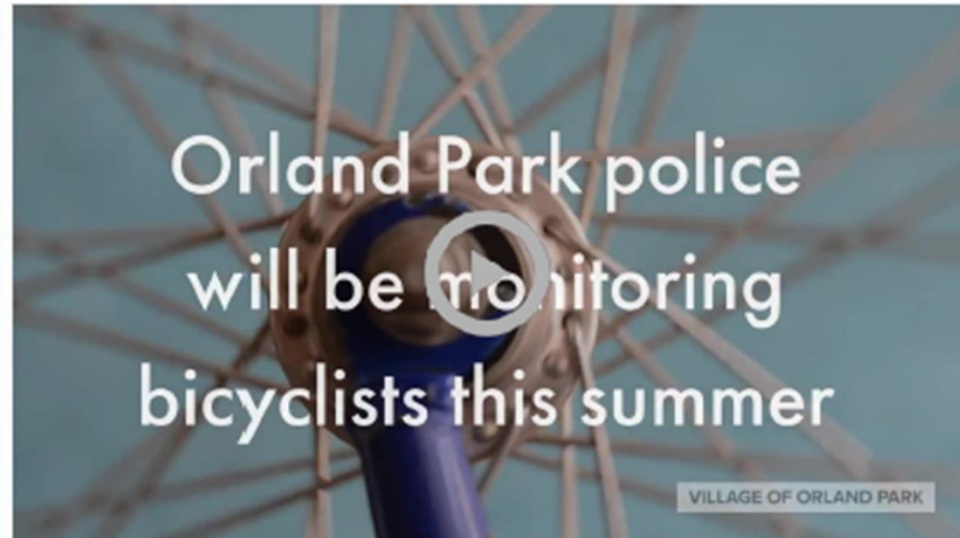 Orland Park police
will be monitoring
bicyclists this summer
VILLAGE OF ORLAND PARK